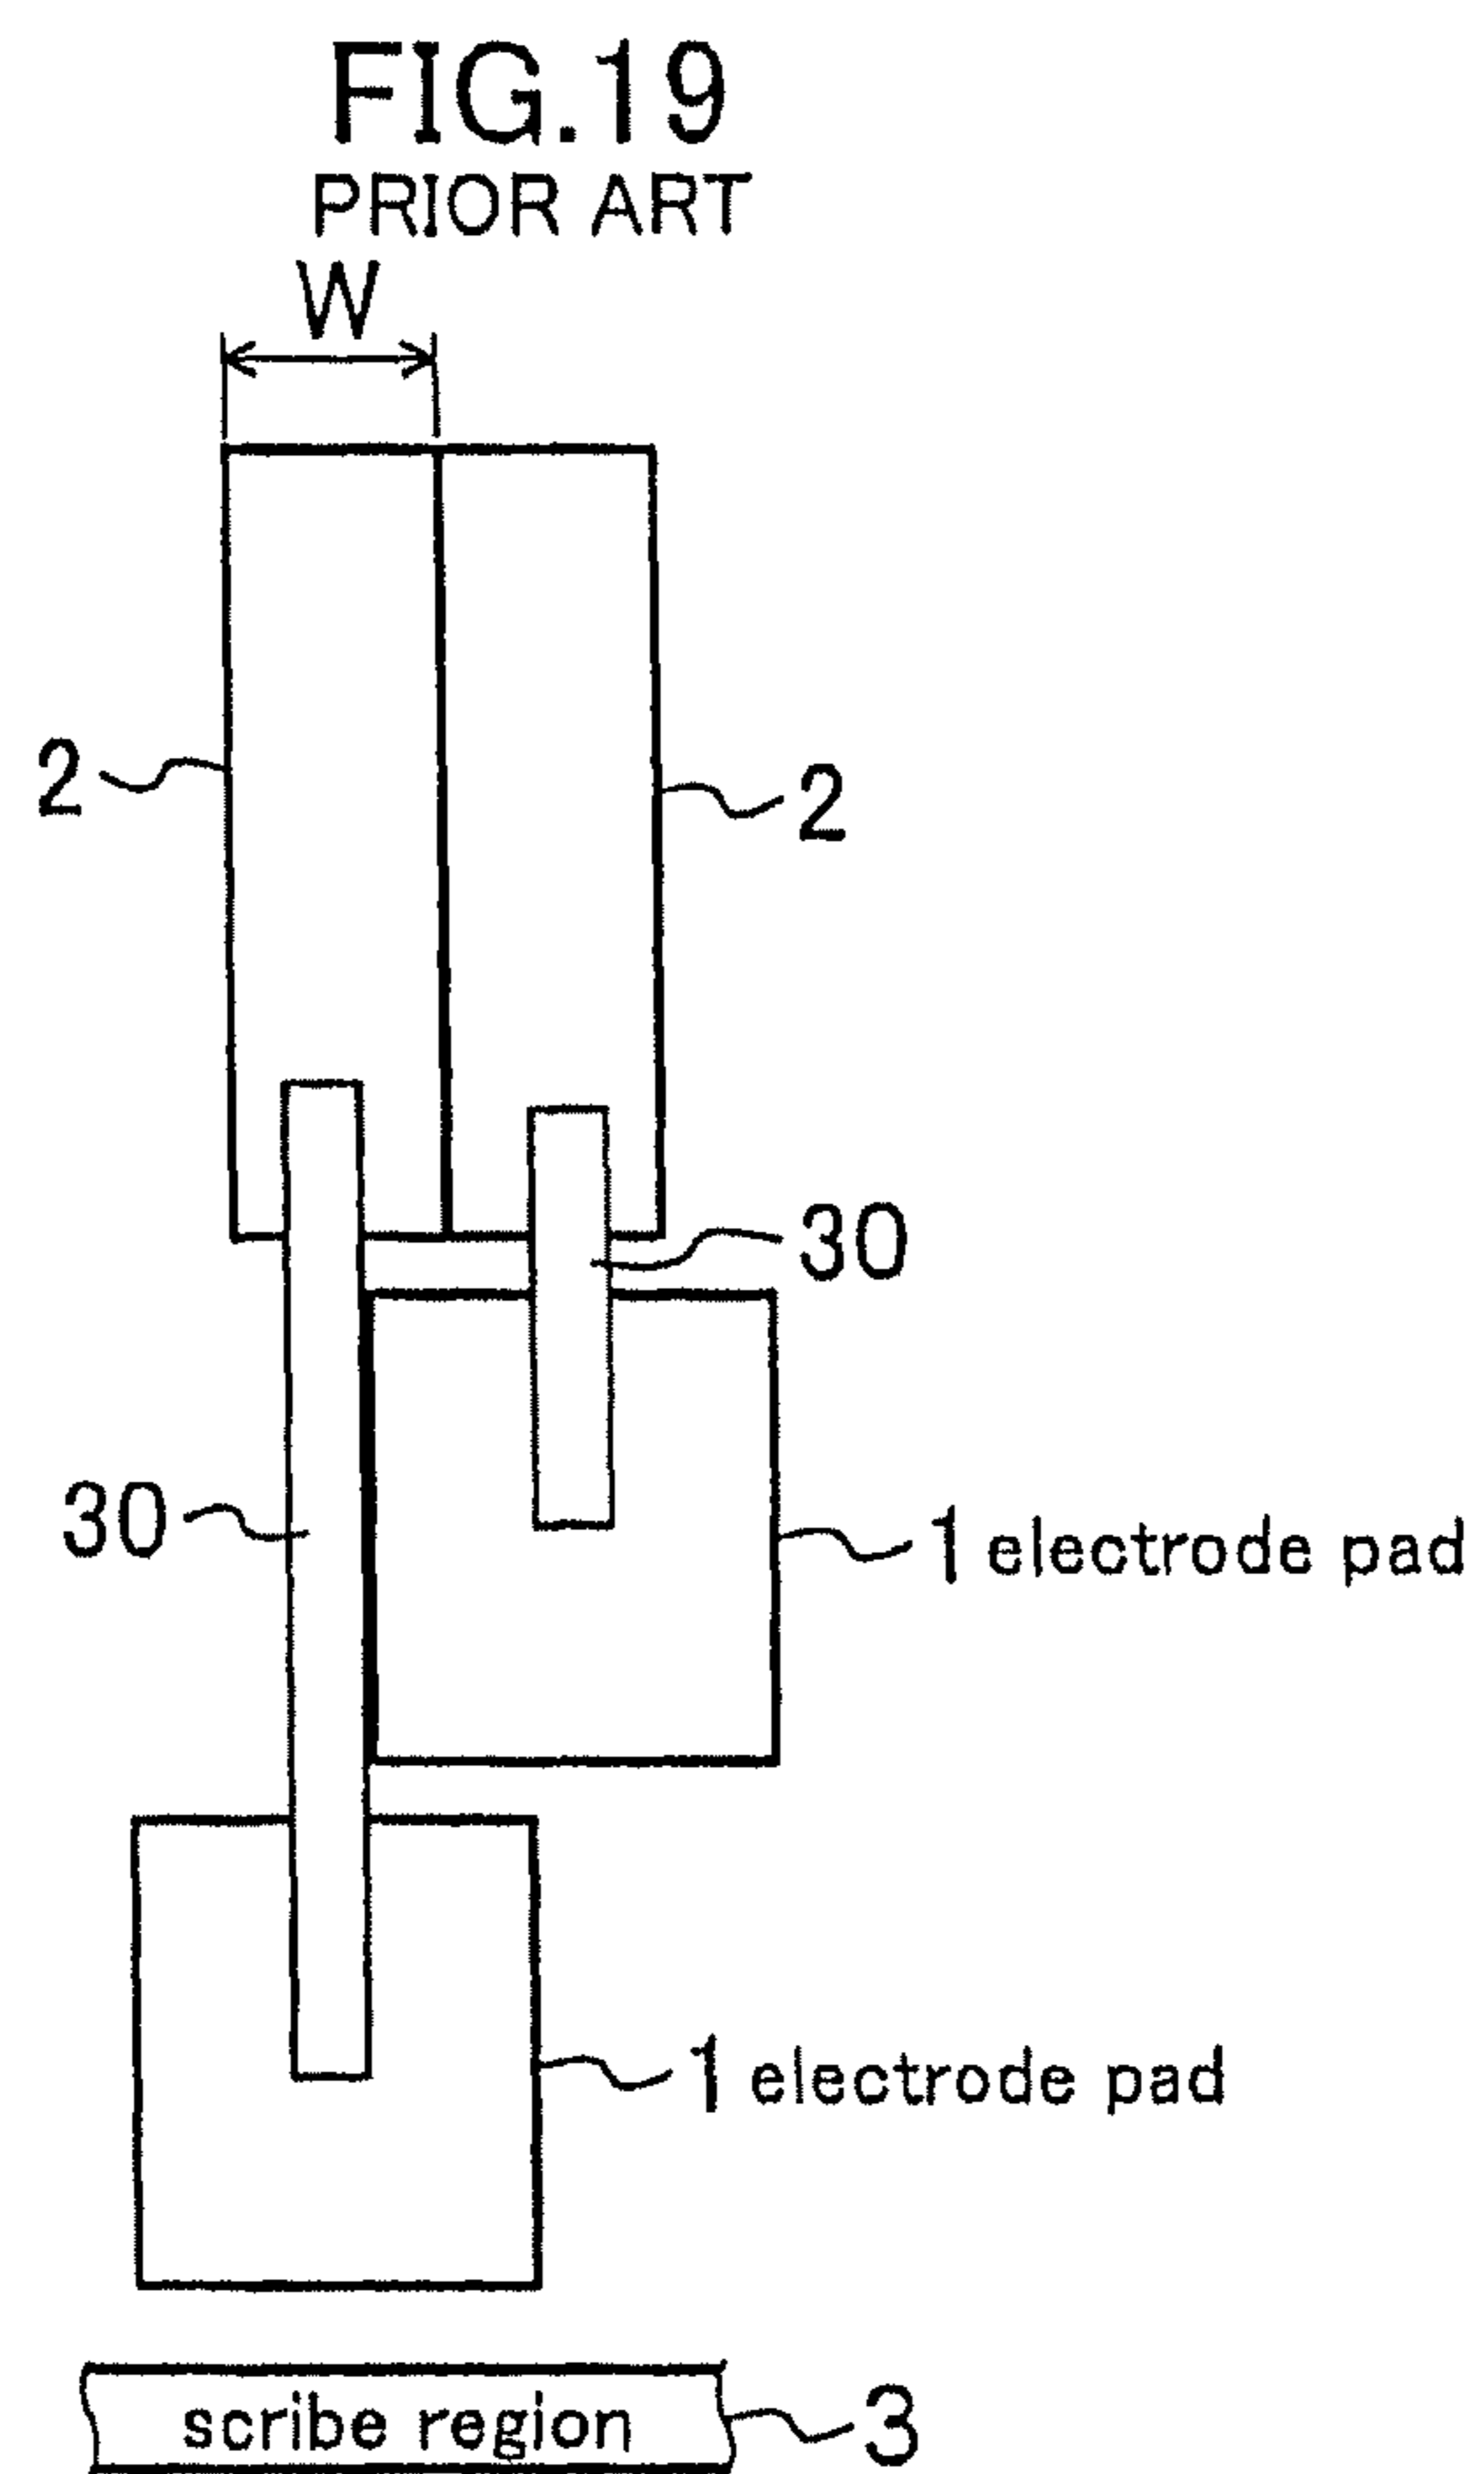 FIG.19
PRIOR ART
W
2
2
30
30
1 electrode pad
1 electrode pad
scribe region 3